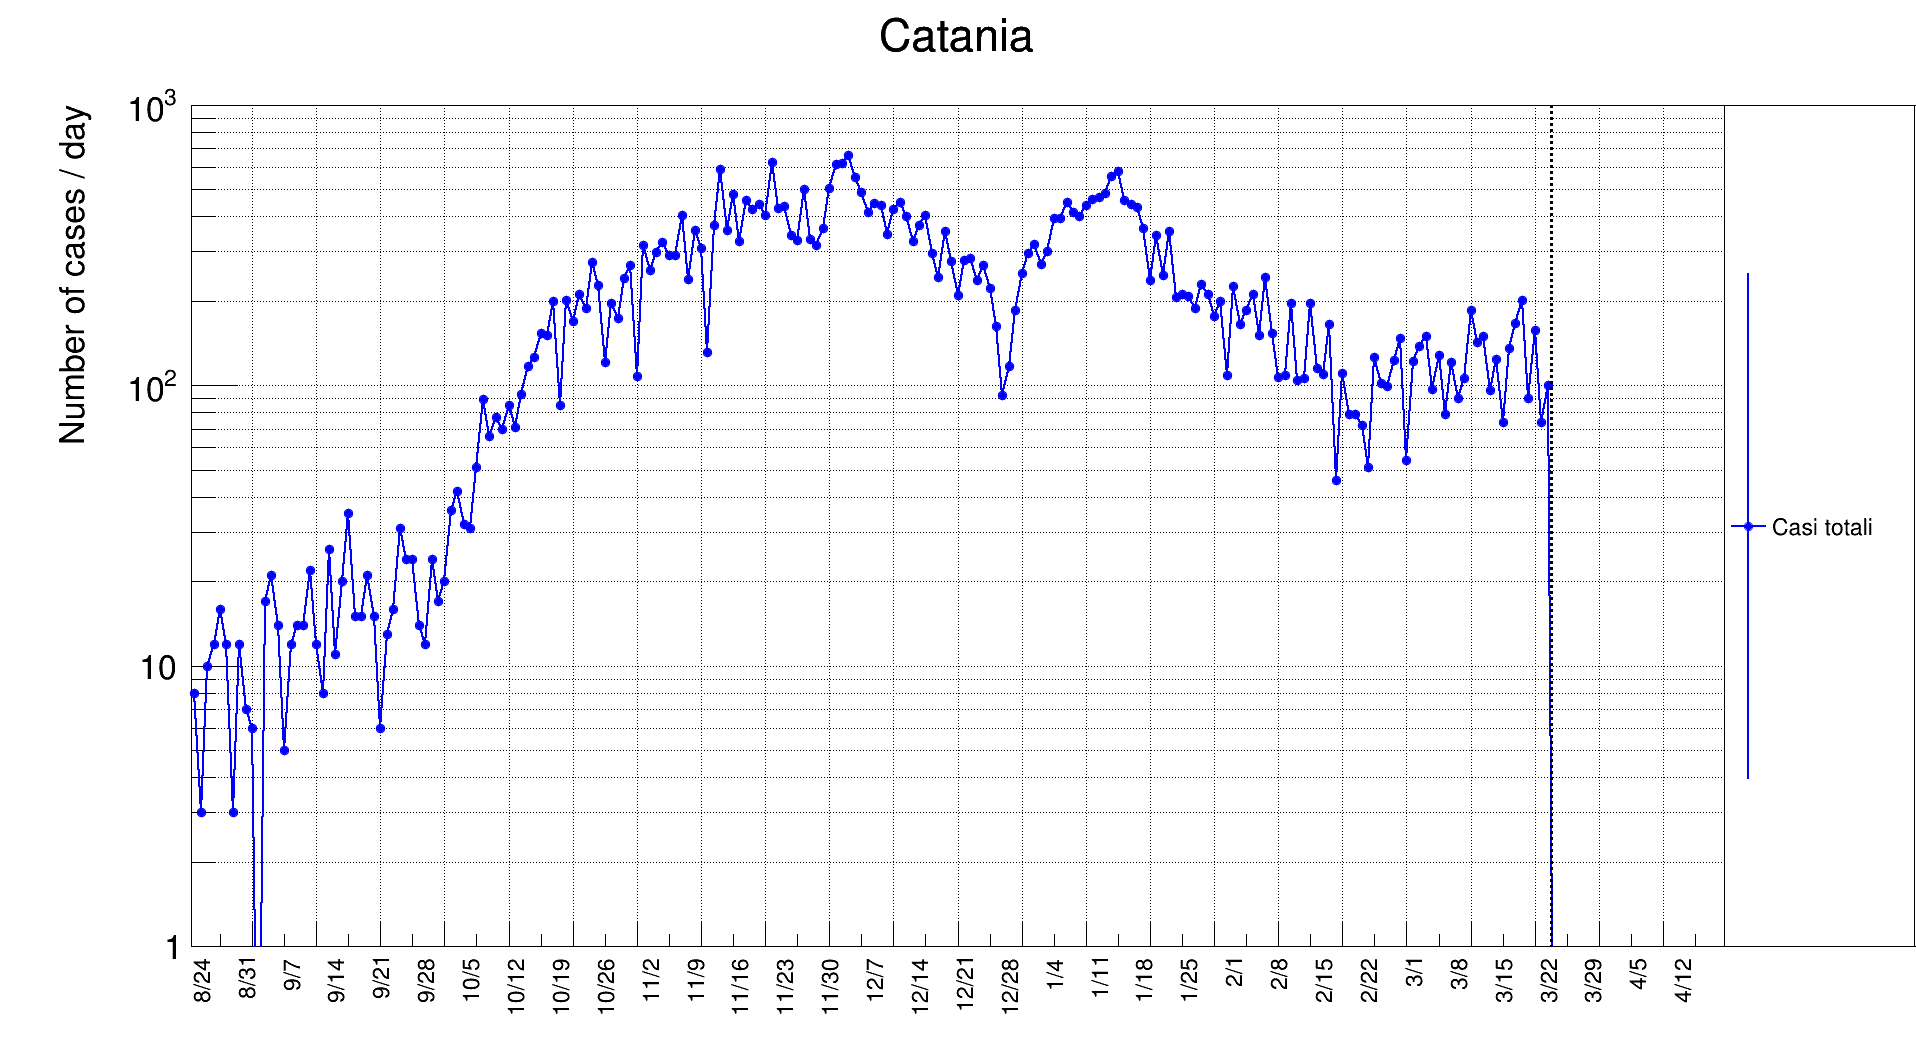 Catania
Number of cases / day
10³
10²
10
1
8/24 8/31 9/7 9/14 9/21 9/28 10/5 10/12 10/19 10/26 11/2 11/9 11/16 11/23 11/30 12/7 12/14 12/21 12/28 1/4 1/11 1/18 1/25 2/1 2/8 2/15 2/22 3/1 3/8 3/15 3/22 3/29 4/5 4/12
Casi totali